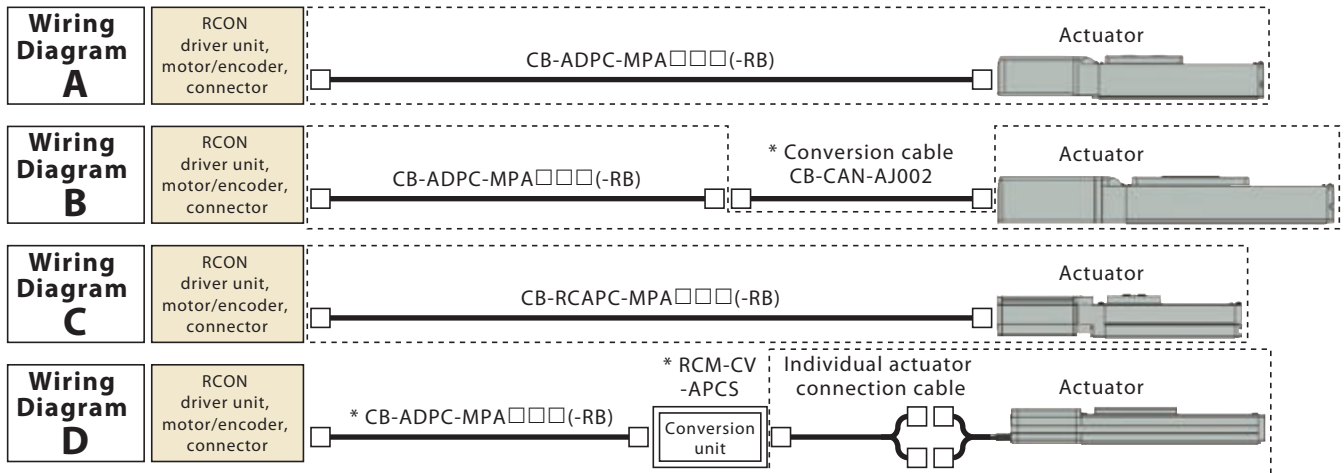 Wiring
Diagram
A
RCON
driver unit,
motor/encoder,
connector
CB-ADPC-MPA□□□(-RB)
Actuator
Wiring
Diagram
B
RCON
driver unit,
motor/encoder,
connector
CB-ADPC-MPA□□□(-RB)
* Conversion cable
CB-CAN-AJ002
Actuator
Wiring
Diagram
C
RCON
driver unit,
motor/encoder,
connector
CB-RCAPC-MPA□□□(-RB)
Actuator
Wiring
Diagram
D
RCON
driver unit,
motor/encoder,
connector
* CB-ADPC-MPA□□□(-RB)
* RCM-CV
-APCS
Conversion
unit
Individual actuator
connection cable
Actuator